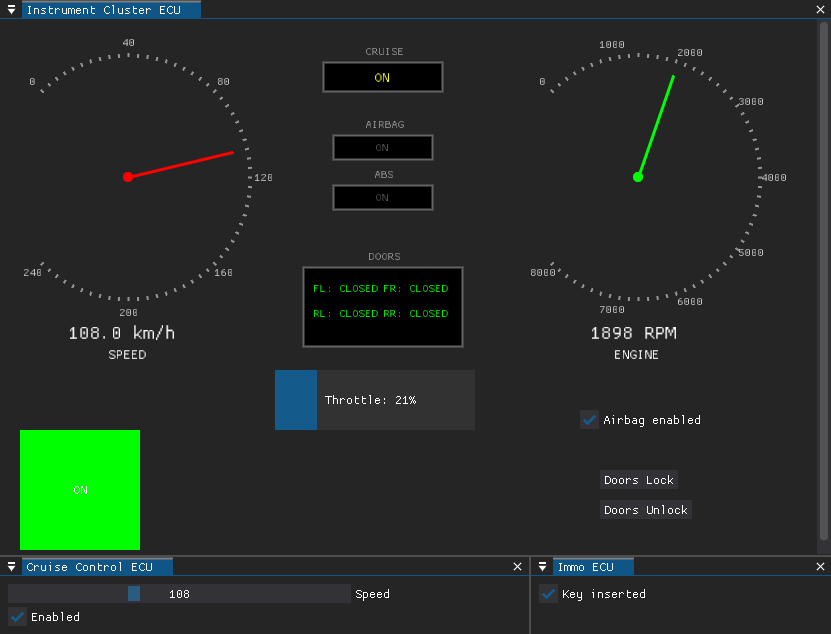 Instrument Cluster ECU
0
40
80
120
160
200
240
108.0 km/h
SPEED
CRUISE
ON
AIRBAG
ON
ABS
ON
DOORS
FL: CLOSED FR: CLOSED
RL: CLOSED RR: CLOSED
0
1000
2000
3000
4000
5000
6000
7000
8000
1898 RPM
ENGINE
Throttle: 21%
Airbag enabled
ON
Doors Lock
Doors Unlock
Cruise Control ECU
108 Speed
Enabled
Immo ECU
Key inserted